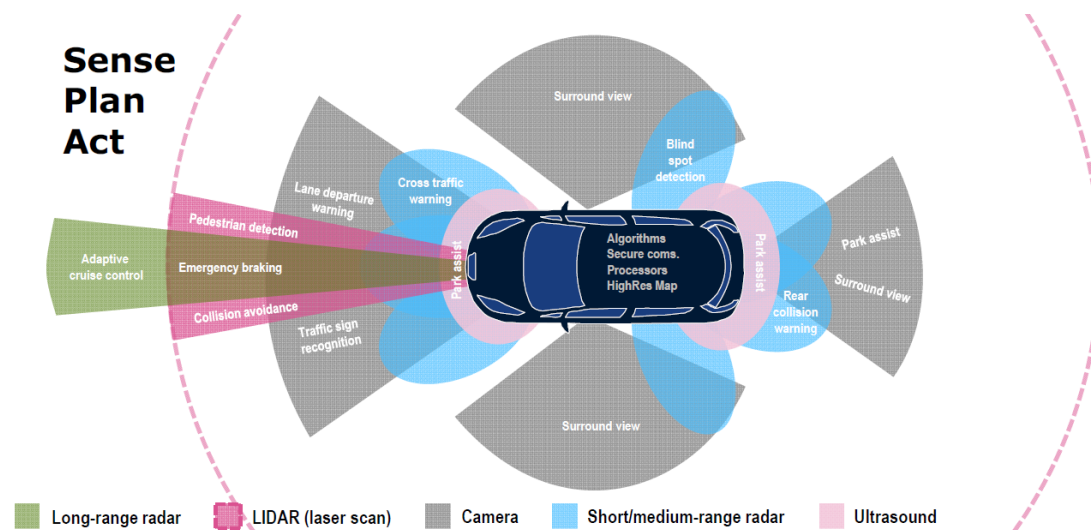 Sense
Plan
Act
Surround view
Blind
spot
detection
Lane departure
warning
Cross traffic
warning
Pedestrian detection
Adaptive
cruise control
Emergency braking
Park assist
Algorithms
Secure coms.
Processors
HighRes Map
Park assist
Park assist
Surround view
Collision avoidance
Rear
collision
warning
Traffic sign
recognition
Surround view
Long-range radar
LIDAR (laser scan)
Camera
Short/medium-range radar
Ultrasound